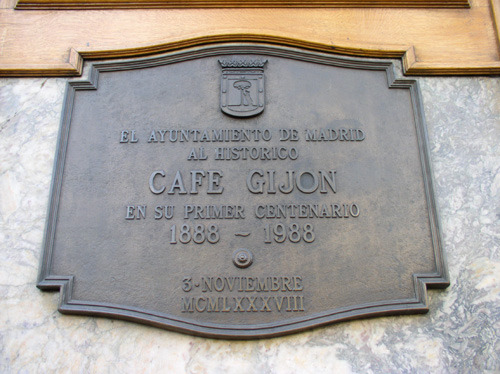 EL AYUNTAMIENTO DE MADRID
AL HISTORICO
CAFE GIJON
EN SU PRIMER CENTENARIO
1888 ~ 1988
3·NOVIEMBRE
MCMLXXXVIII